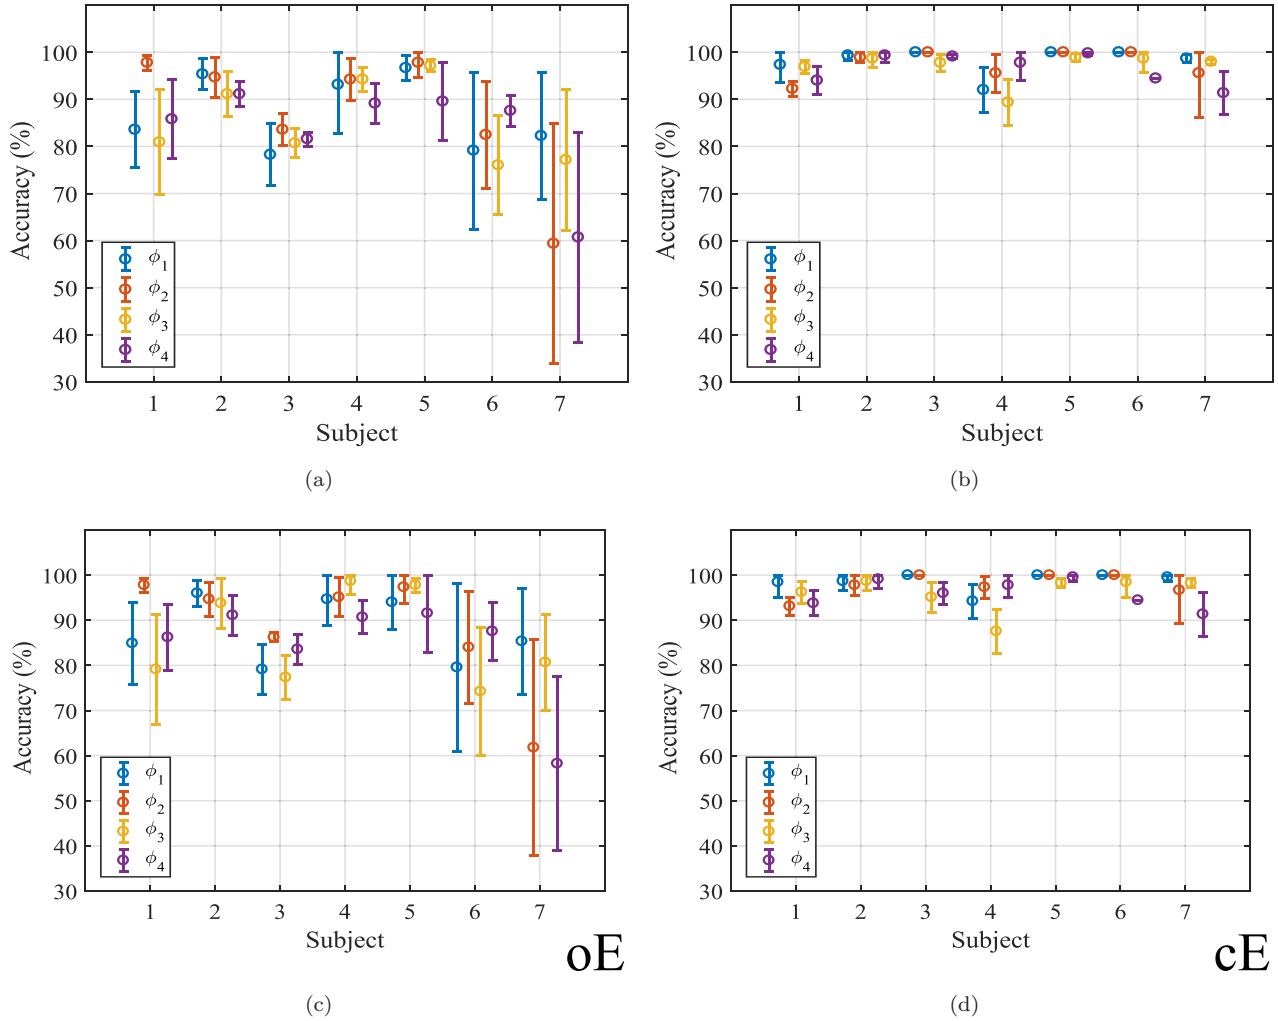 100
90
80
70
60
50
40
30
Accuracy (%)
ϕ1
ϕ2
ϕ3
ϕ4
1 2 3 4 5 6 7
Subject
(a)
100
90
80
70
60
50
40
30
Accuracy (%)
ϕ1
ϕ2
ϕ3
ϕ4
1 2 3 4 5 6 7
Subject
(b)
100
90
80
70
60
50
40
30
Accuracy (%)
ϕ1
ϕ2
ϕ3
ϕ4
1 2 3 4 5 6 7
Subject
oE
(c)
100
90
80
70
60
50
40
30
Accuracy (%)
ϕ1
ϕ2
ϕ3
ϕ4
1 2 3 4 5 6 7
Subject
cE
(d)